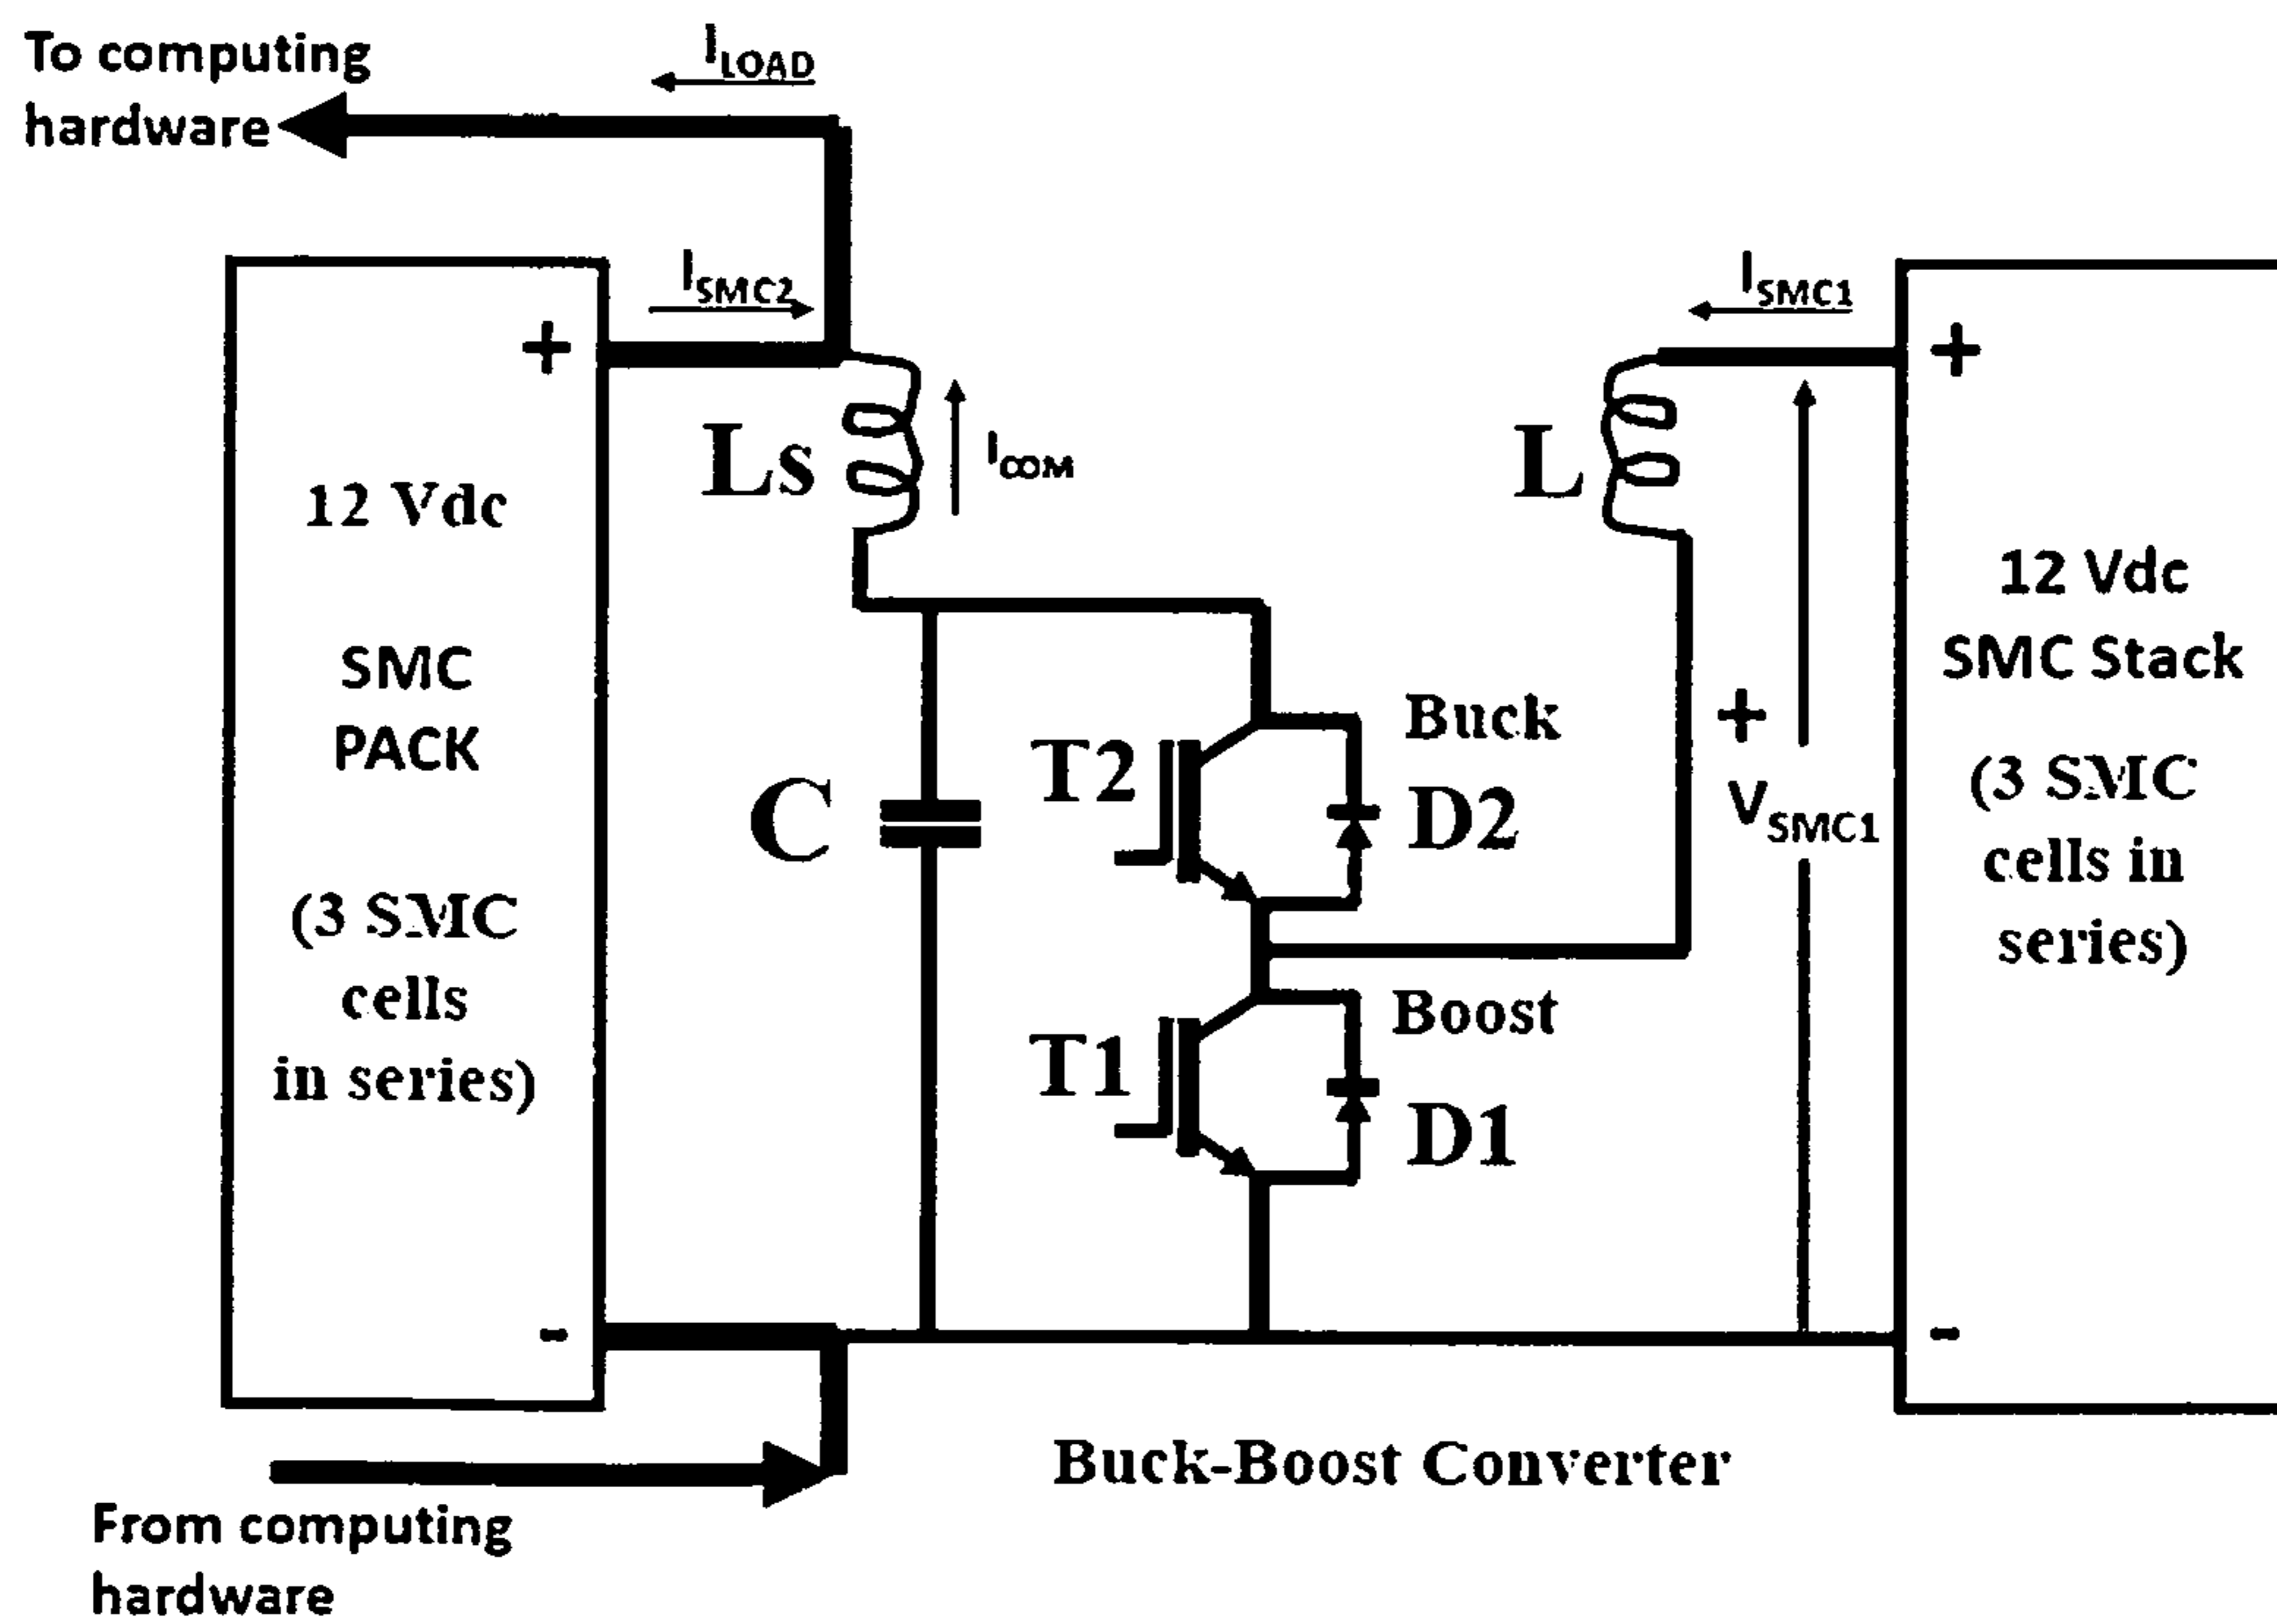 To computing
hardware
I_LOAD
I_SMC2
I_SMC1
+
+
12 Vdc
SMC
PACK
(3 SMC
cells
in series)
-
Ls
I_COM
L
C
T2
Buck
D2
T1
Boost
D1
+
V_SMC1
12 Vdc
SMC Stack
(3 SMC
cells in
series)
-
Buck-Boost Converter
From computing
hardware